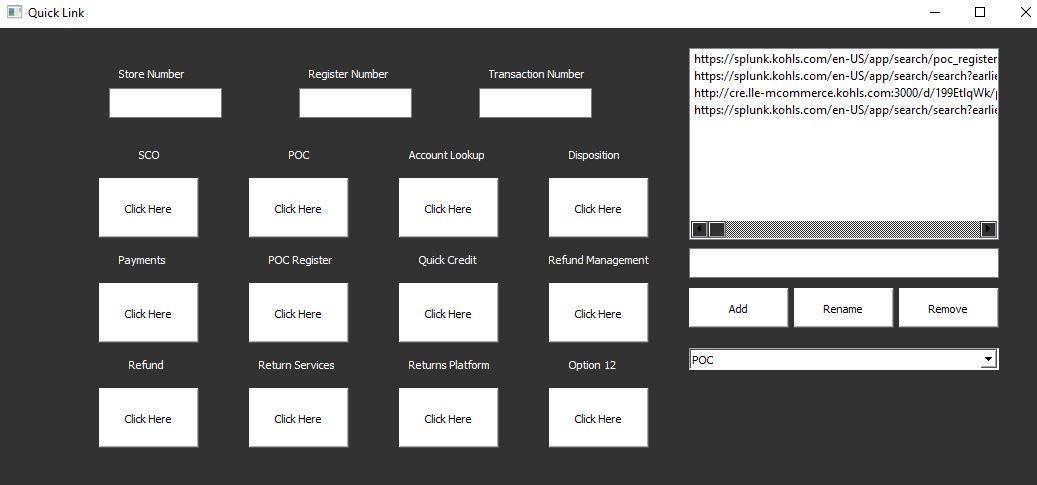 Quick Link
Store Number
Register Number
Transaction Number
https://splunk.kohls.com/en-US/app/search/poc_register
https://splunk.kohls.com/en-US/app/search/search?earlie
http://cre.lle-mcommerce.kohls.com:3000/d/199EtIqWk/p
https://splunk.kohls.com/en-US/app/search/search?earlie
SCO
POC
Account Lookup
Disposition
Click Here
Click Here
Click Here
Click Here
Payments
POC Register
Quick Credit
Refund Management
Click Here
Click Here
Click Here
Click Here
Add
Rename
Remove
POC
Refund
Return Services
Returns Platform
Option 12
Click Here
Click Here
Click Here
Click Here